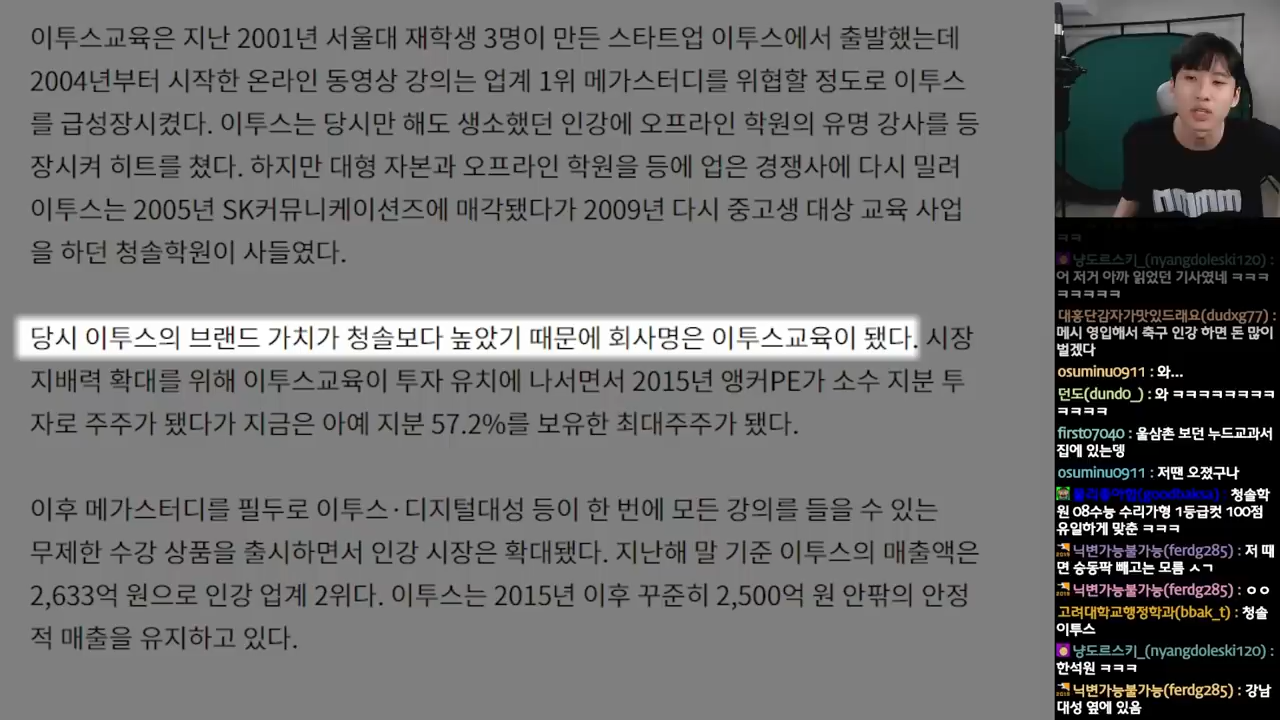 이투스교육은 지난 2001년 서울대 재학생 3명이 만든 스타트업 이투스에서 출발했는데
2004년부터 시작한 온라인 동영상 강의는 업계 1위 메가스터디를 위협할 정도로 이투스
를 급성장시켰다. 이투스는 당시만 해도 생소했던 인강에 오프라인 학원의 유명 강사를 등
장시켜 히트를 쳤다. 하지만 대형 자본과 오프라인 학원을 등에 업은 경쟁사에 다시 밀려
이투스는 2005년 SK커뮤니케이션즈에 매각됐다가 2009년 다시 중고생 대상 교육 사업
을 하던 청솔학원이 사들였다.
당시 이투스의 브랜드 가치가 청솔보다 높았기 때문에 회사명은 이투스교육이 됐다. 시장
지배력 확대를 위해 이투스교육이 투자 유치에 나서면서 2015년 앵커PE가 소수 지분 투
자로 주주가 됐다가 지금은 아예 지분 57.2%를 보유한 최대주주가 됐다.
이후 메가스터디를 필두로 이투스·디지털대성 등이 한 번에 모든 강의를 들을 수 있는
무제한 수강 상품을 출시하면서 인강 시장은 확대됐다. 지난해 말 기준 이투스의 매출액은
2,633억 원으로 인강 업계 2위다. 이투스는 2015년 이후 꾸준히 2,500억 원 안팎의 안정
적 매출을 유지하고 있다.
ㅋㅋ
냥도르스키_(nyangdoleski120) :
어 저거 아까 읽었던 기사였네 ㅋㅋㅋ
ㅋㅋㅋㅋㅋ
대홍단감자가맛있드래요(dudxg77) :
메시 영입해서 축구 인강 하면 돈 많이
벌겠다
osuminu0911 : 와...
던도(dund0_) : 와 ㅋㅋㅋㅋㅋㅋㅋㅋ
ㅋㅋㅋㅋ
first07040 : 울삼촌 보던 누드교과서
집에 있는뎅
osuminu0911 : 저땐 오졌구나
청솔학
원 08수능 수리가형 1등급컷 100점
유일하게 맞춘 ㅋㅋㅋ
닉변가능불가능(ferdg285) : 저 때
면 승동팍 빼고는 모름 ㅅㄱ
닉변가능불가능(ferdg285) : ㅇㅇ
고려대학교행정학과(bbak_t) : 청솔
이투스
냥도르스키_(nyangdoleski120) :
한석원 ㅋㅋㅋ
닉변가능불가능(ferdg285) : 강남
대성 옆에 있음